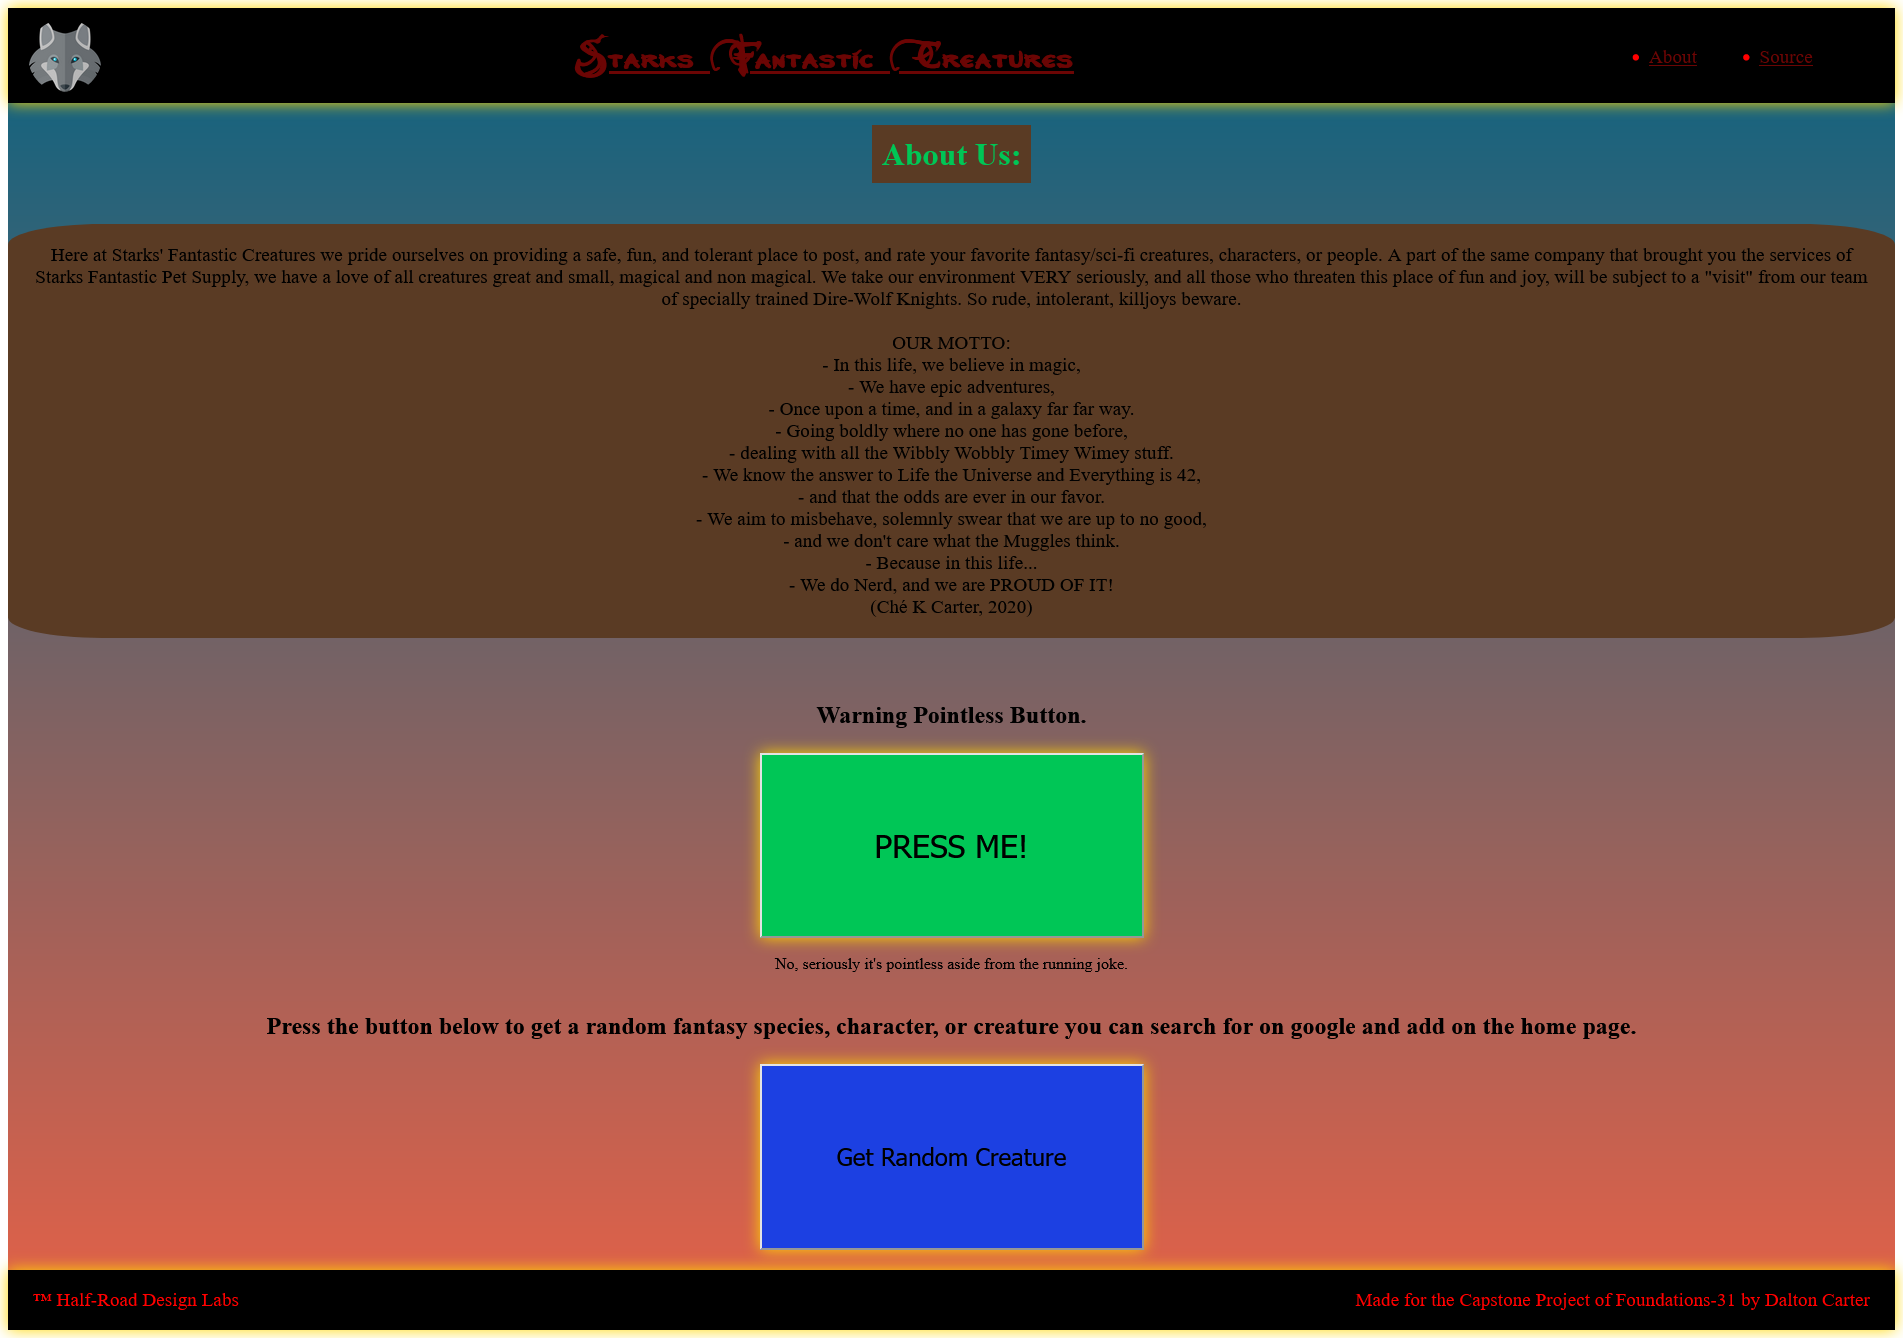 Starks Fantastic Creatures
About
Source
About Us:
Here at Starks' Fantastic Creatures we pride ourselves on providing a safe, fun, and tolerant place to post, and rate your favorite fantasy/sci-fi creatures, characters, or people. A part of the same company that brought you the services of
Starks Fantastic Pet Supply, we have a love of all creatures great and small, magical and non magical. We take our environment VERY seriously, and all those who threaten this place of fun and joy, will be subject to a "visit" from our team
of specially trained Dire-Wolf Knights. So rude, intolerant, killjoys beware.
OUR MOTTO:
- In this life, we believe in magic,
- We have epic adventures,
- Once upon a time, and in a galaxy far far way.
- Going boldly where no one has gone before,
- dealing with all the Wibbly Wobbly Timey Wimey stuff.
- We know the answer to Life the Universe and Everything is 42,
- and that the odds are ever in our favor.
- We aim to misbehave, solemnly swear that we are up to no good,
- and we don't care what the Muggles think.
- Because in this life...
- We do Nerd, and we are PROUD OF IT!
(Ché K Carter, 2020)
Warning Pointless Button.
PRESS ME!
No, seriously it's pointless aside from the running joke.
Press the button below to get a random fantasy species, character, or creature you can search for on google and add on the home page.
Get Random Creature
™ Half-Road Design Labs
Made for the Capstone Project of Foundations-31 by Dalton Carter